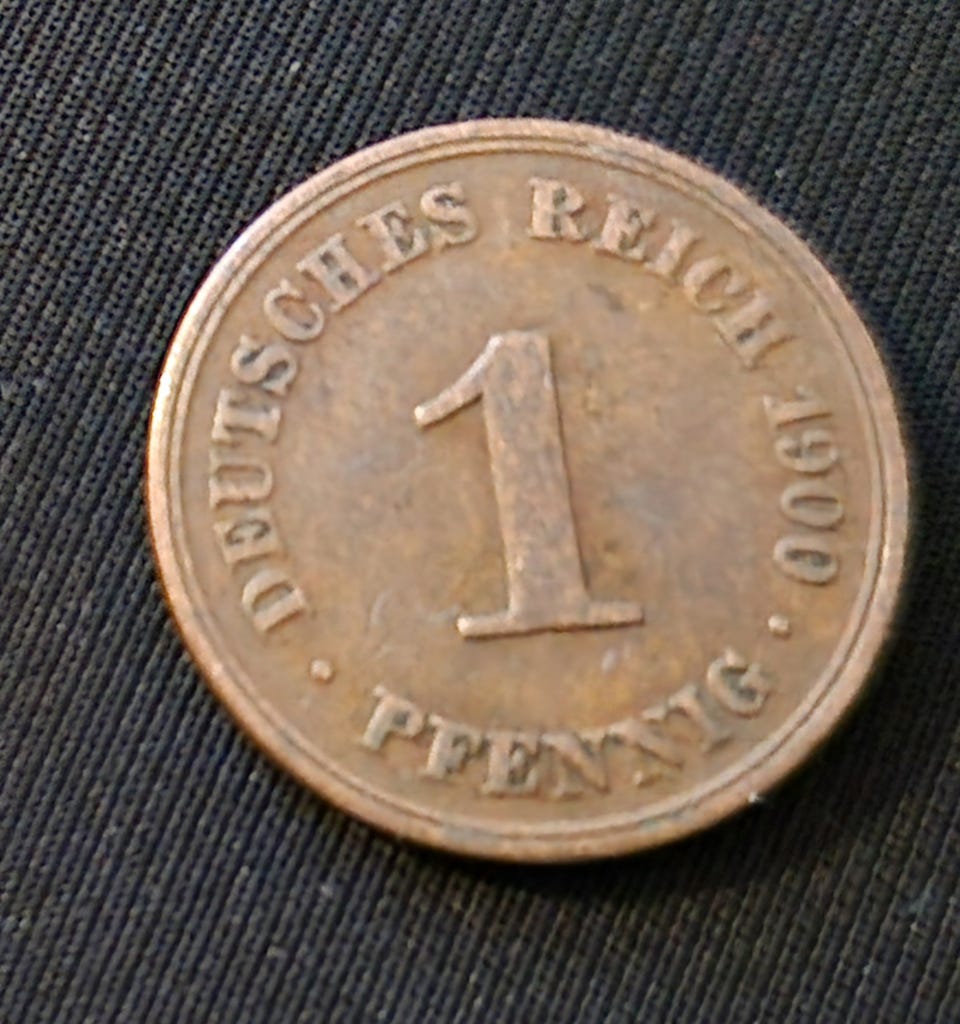 DEUTSCHES REICH 1900
1
· PFENNIG ·